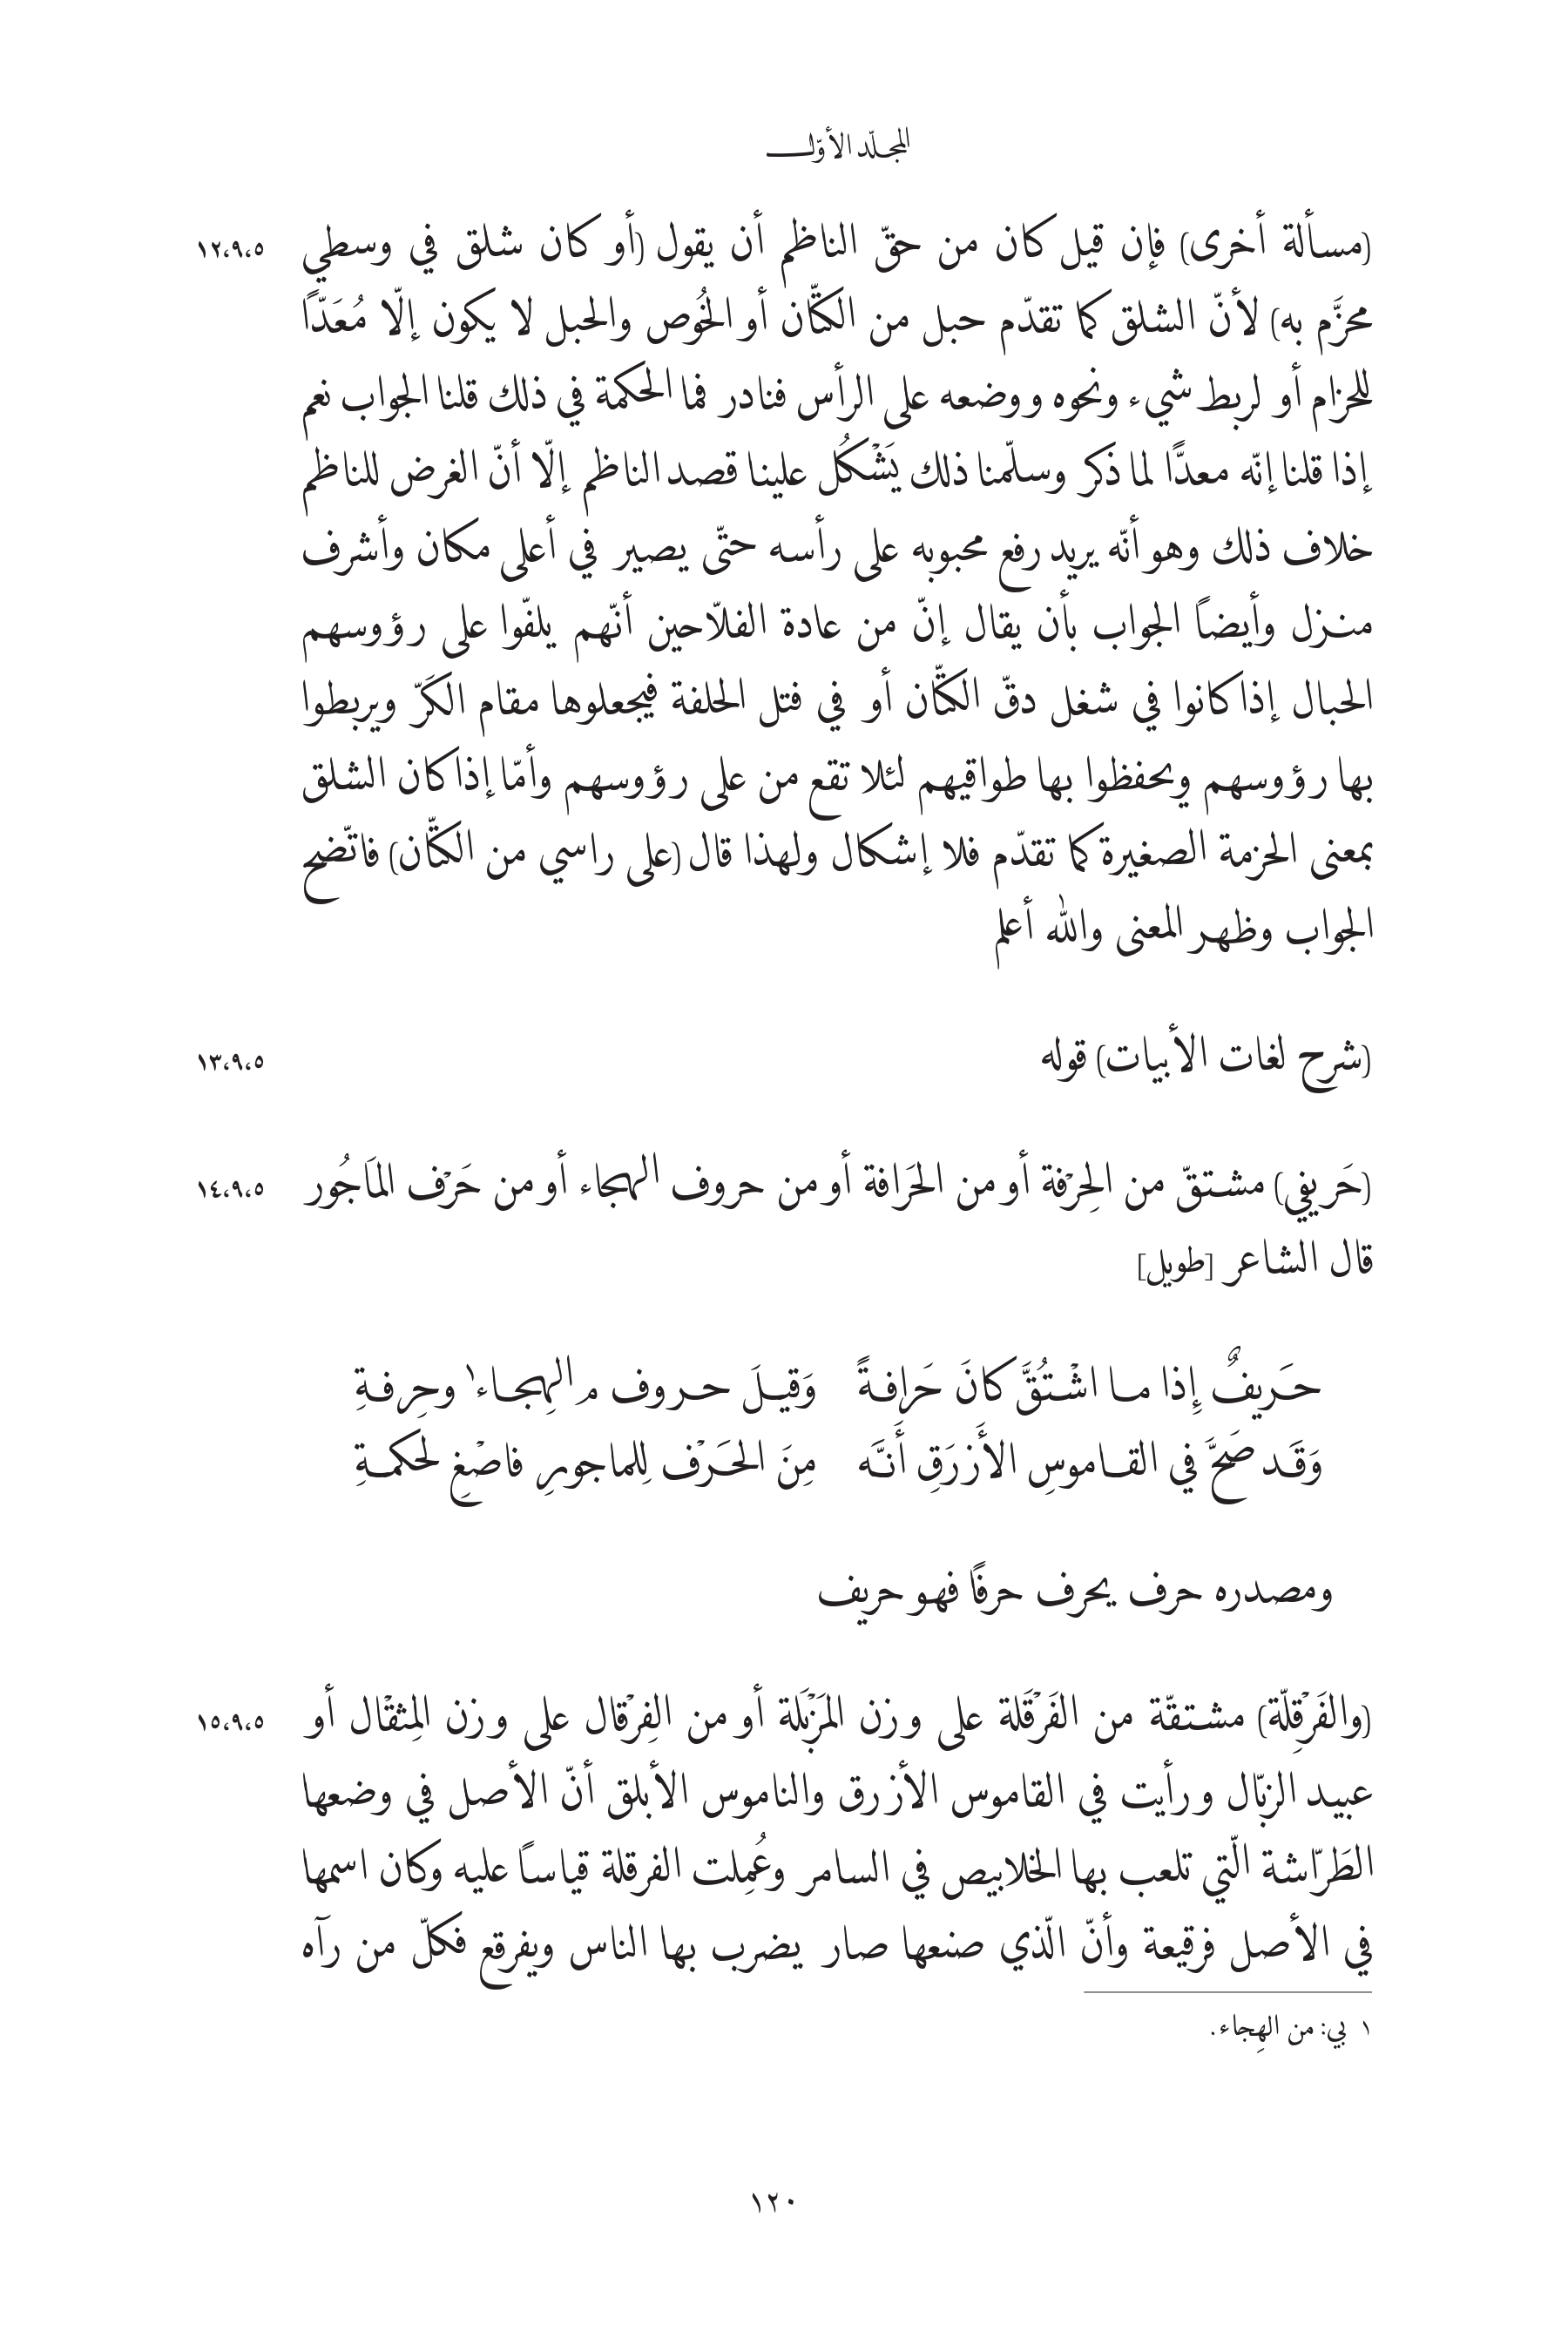 المجلّد الأوّل
(مسألة أخرى) فإن قيل كان من حقّ الناظم أن يقول (أو كان شلق في وسطي ١٢،٩،٥
محزَّم به) لأنّ الشلق كما تقدّم حبل من الكتّان أو الخُوص والحبل لا يكون إلّا مُعَدّاً
للحزام أو لربط شيء ونحوه ووضعه على الرأس فنادر فما الحكمة في ذلك قلنا الجواب نعم
إذا قلنا إنّه معدًّا لما ذكر وسلّمنا ذلك يَشْكُل علينا قصد الناظم إلّا أنّ الغرض للناظم
خلاف ذلك وهو أنّه يريد رفع محبوبه على رأسه حتّى يصير في أعلى مكان وأشرف
منزل وأيضاً الجواب بأن يقال إنّ من عادة الفلّاحين أنّهم يلفّوا على رؤوسهم
الحبال إذا كانوا في شغل دقّ الكتّان أو في فتل الحلفة فيجعلوها مقام الكَرّ ويربطوا
بها رؤوسهم ويحفظوا بها طواقيهم لئلا تقع من على رؤوسهم وأمّا إذا كان الشلق
بمعنى الحزمة الصغيرة كما تقدّم فلا إشكال ولهذا قال (على راسي من الكتّان) فاتّضح
الجواب وظهر المعنى والله أعلم
(شرح لغات الأبيات) قوله ١٣،٩،٥
(حَريفي) مشتقّ من الِحرْفة أو من الحَرافة أو من حروف الهجاء أو من حَرْف المَاجُور ١٤،٩،٥
قال الشاعر [طويل]
حَريفٌ إِذا ما اشْتُقَّ كانَ حَرافةً وَقيلَ حروف م الهِجاء١ وحِرفةِ
وَقَد صَحَّ في القاموسِ الأَزرَقِ أَنَّه مِنَ الحَرْف لِلماجورِ فاصْغِ لحكمةِ
ومصدره حرف يحرف حرفًا فهو حريف
(والفَرْقِلّة) مشتقّة من الفَرْقَلة على وزن المَزْبَلة أو من الفِرْقال على وزن المِثقْال أو ١٥،٩،٥
عبيد الزبّال ورأيت في القاموس الأزرق والناموس الأبلق أنّ الأصل في وضعها
الطَرّاشة الّتي تلعب بها الخلابيص في السامر وعُمِلت الفرقلة قياساً عليه وكان اسمها
في الأصل فرقيعة وأنّ الّذي صنعها صار يضرب بها الناس ويفرقع فكلّ من رآه
١ بي: من الهِجاء.
١٢٠